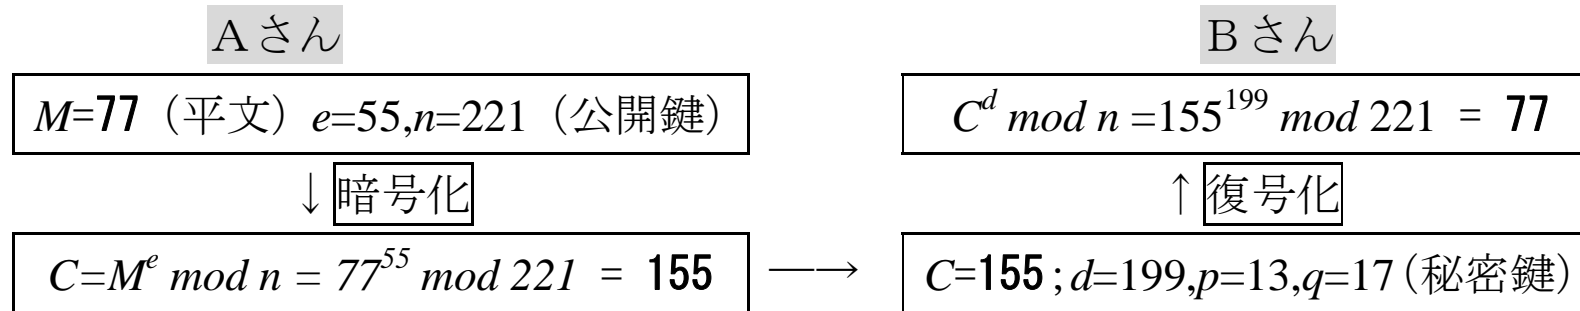 Aさん
Bさん
M=77（平文）e=55,n=221（公開鍵）
C^d mod n =155^199 mod 221 = 77
↓暗号化
↑復号化
C=M^e mod n = 77^55 mod 221 = 155 ―→ C=155;d=199,p=13,q=17(秘密鍵)